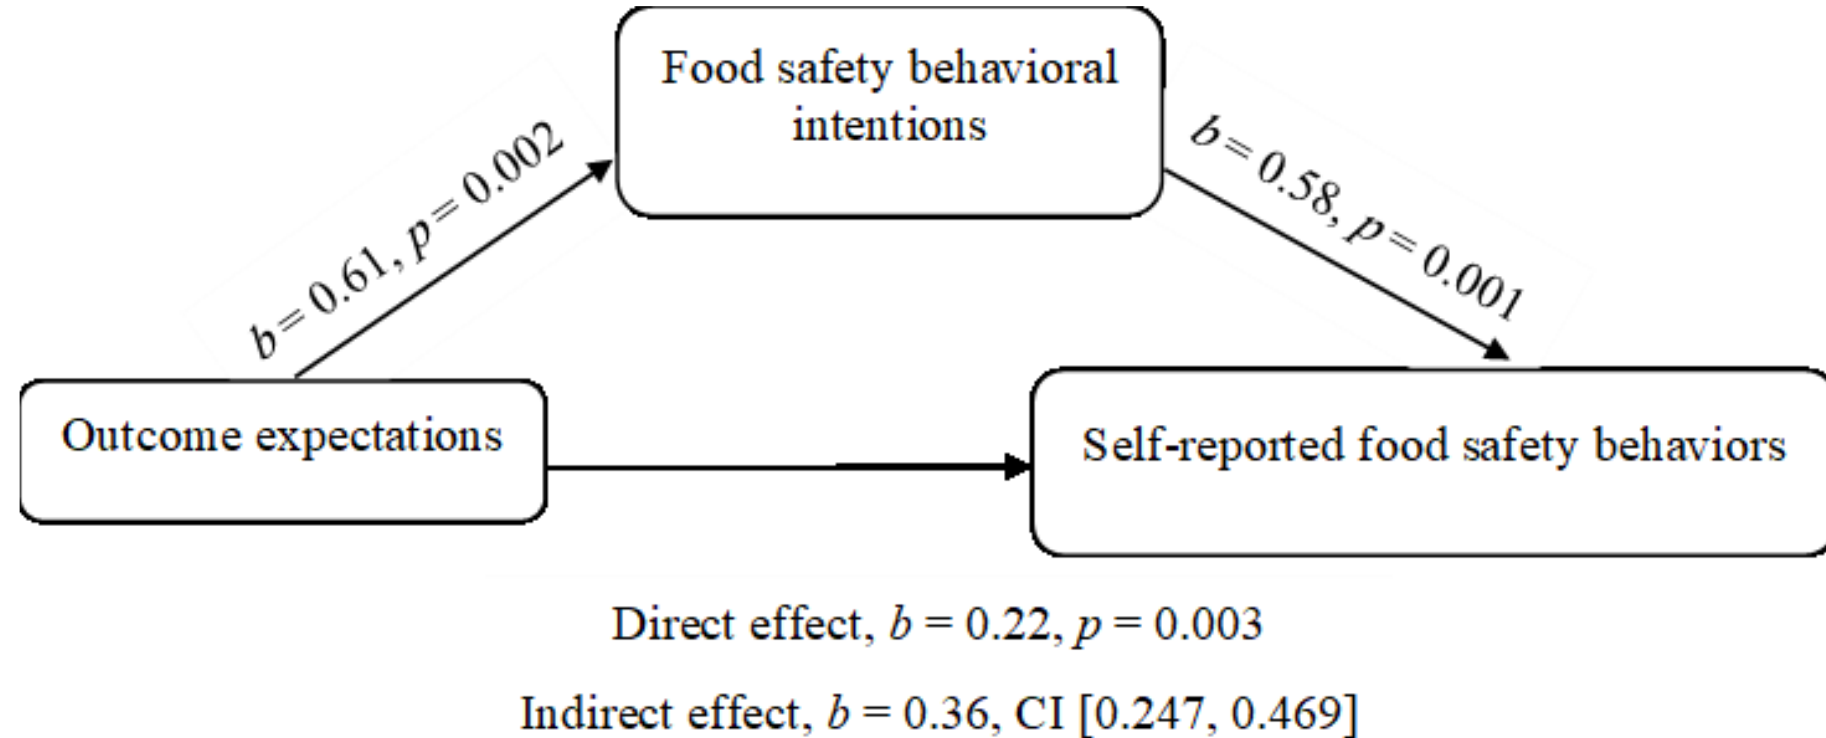 Food safety behavioral
intentions
b = 0.61, p = 0.002
b = 0.58, p = 0.001
Outcome expectations
Self-reported food safety behaviors
Direct effect, b = 0.22, p = 0.003
Indirect effect, b = 0.36, CI [0.247, 0.469]